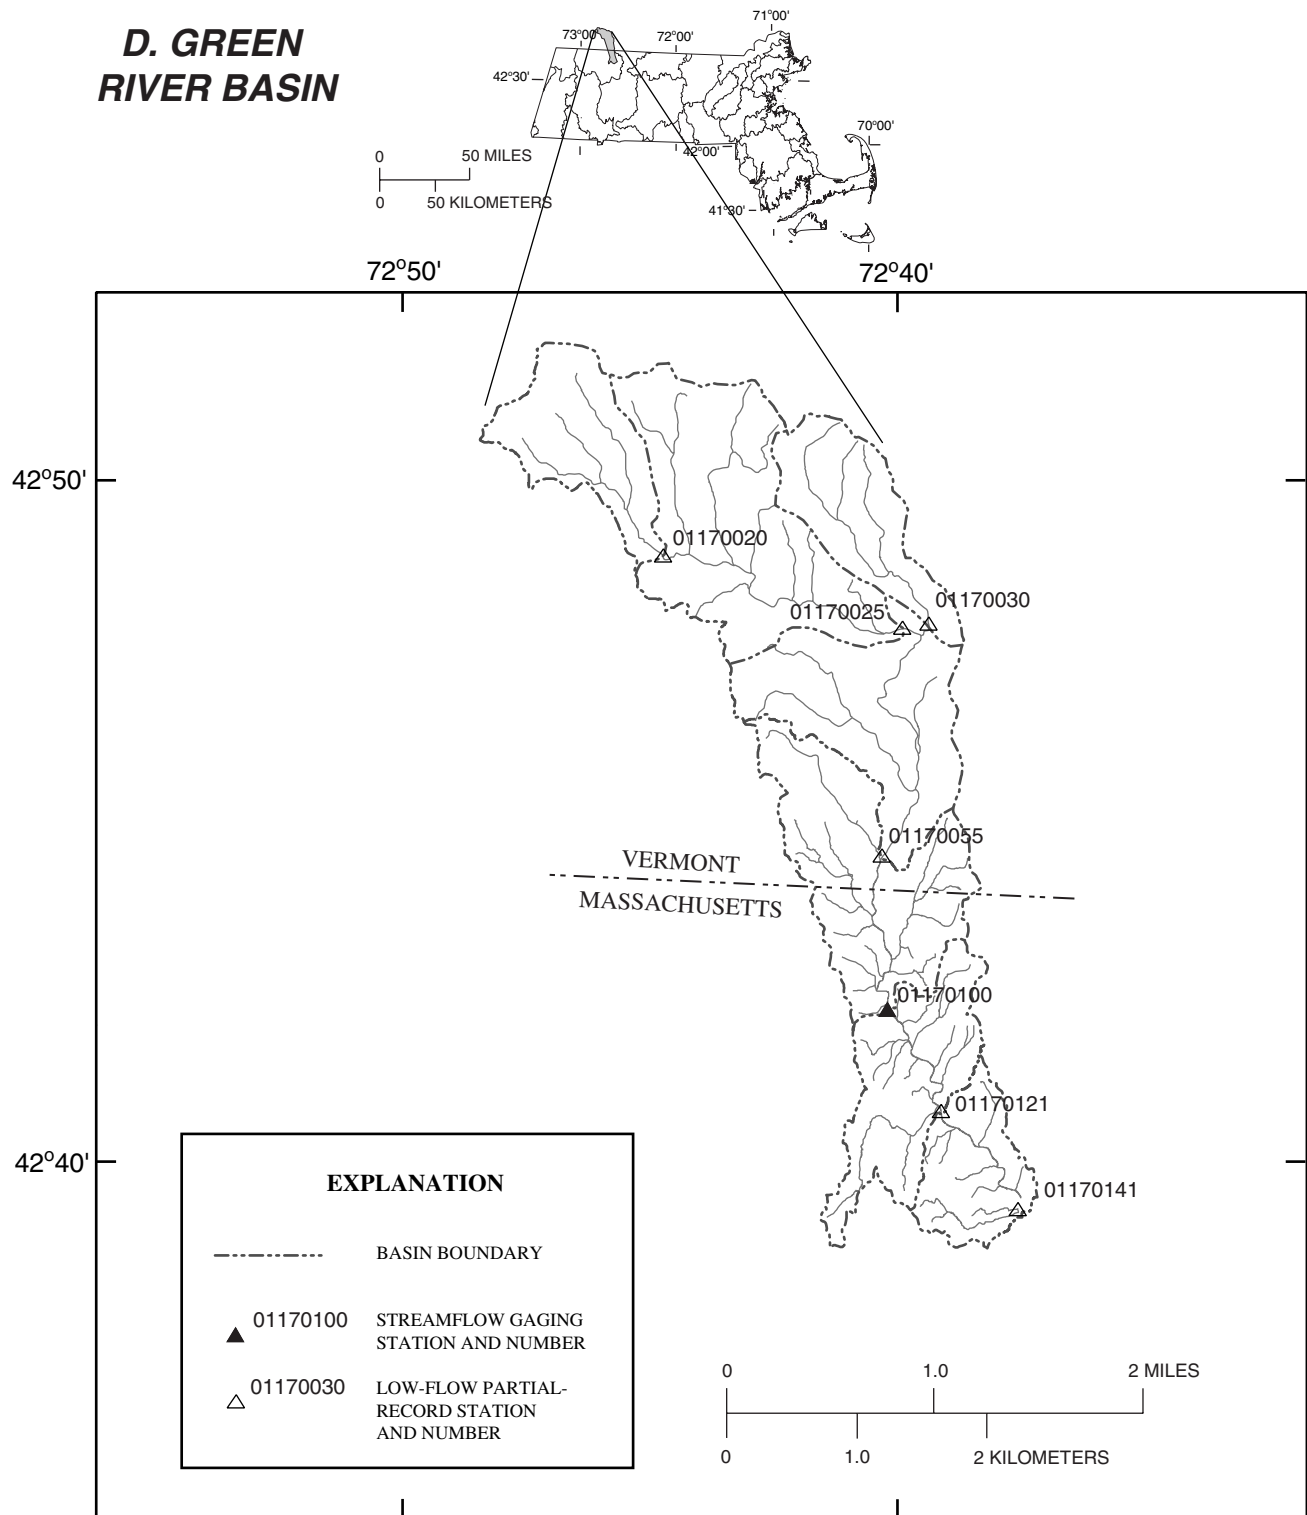 D. GREEN
RIVER BASIN
71°00'
73°00'
72°00'
42°30'
70°00'
42°00'
41°30'
0 50 MILES
0 50 KILOMETERS
72°50' 72°40'
42°50'
01170020
01170030
01170025
01170055
VERMONT
MASSACHUSETTS
01170100
01170121
42°40'
01170141
EXPLANATION
BASIN BOUNDARY
01170100 STREAMFLOW GAGING
STATION AND NUMBER
01170030 LOW-FLOW PARTIAL-
RECORD STATION
AND NUMBER
0 1.0 2 MILES
0 1.0 2 KILOMETERS